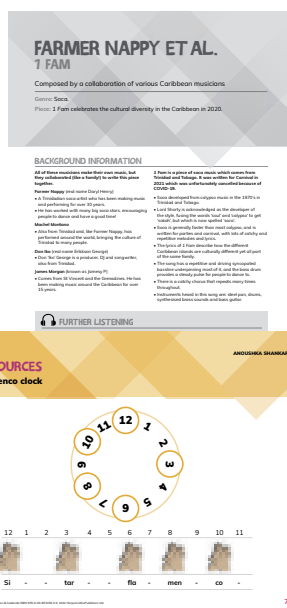 FARMER NAPPY ET AL.
1 FAM
Composed by a collaboration of various Caribbean musicians
Genre: Soca.
Piece: 1 Fam celebrates the cultural diversity in the Caribbean in 2020.
BACKGROUND INFORMATION
All of these musicians make their own music, but
they collaborated (like a family!) to write this piece
together.
Farmer Nappy (real name Daryl Henry)
• A Trinidadian soca artist who has been making music
and performing for over 30 years.
• He has worked with many big soca stars, encouraging
people to dance and have a good time!
Machel Montano
• Also from Trinidad and, like Farmer Nappy, has
performed around the world, bringing the culture of
Trinidad to many people.
Don Iko (real name Erikson George)
• Don 'Iko' George is a producer, DJ and songwriter,
also from Trinidad.
Jamesy Morgan (known as Jammy P)
• Comes from St Vincent and the Grenadines. He has
been making music around the Caribbean for over
15 years.
1 Fam is a piece of soca music which comes from
Trinidad and Tobago. It was written for Carnival in
2021 which was unfortunately cancelled because of
COVID-19.
• Soca developed from calypso music in the 1970's in
Trinidad and Tobago.
• Lord Shorty is acknowledged as the developer of
the style, fusing the words 'soul' and 'calypso' to get
'sokah', but which is now spelled 'soca'.
• Soca is generally faster than most calypso, and is
written for parties and carnival, with lots of catchy and
repetitive melodies and lyrics.
• The lyrics of 1 Fam describe how the different
Caribbean islands are culturally different yet all part
of the same family.
• The song has a repetitive and driving syncopated
bassline underpinning most of it, and the bass drum
provides a steady pulse for people to dance to.
• There is a catchy chorus that repeats many times
throughout.
• Instruments heard in this song are: steel pan, drums,
synthesised brass sounds and bass guitar.
FURTHER LISTENING
ANOUSHKA SHANKAR
OURCES
enco clock
12
1
2
3
4
5
6
7
8
9
10
11
12 1 2 3 4 5 6 7 8 9 10 11
Si - - tar - - fla - men - co -